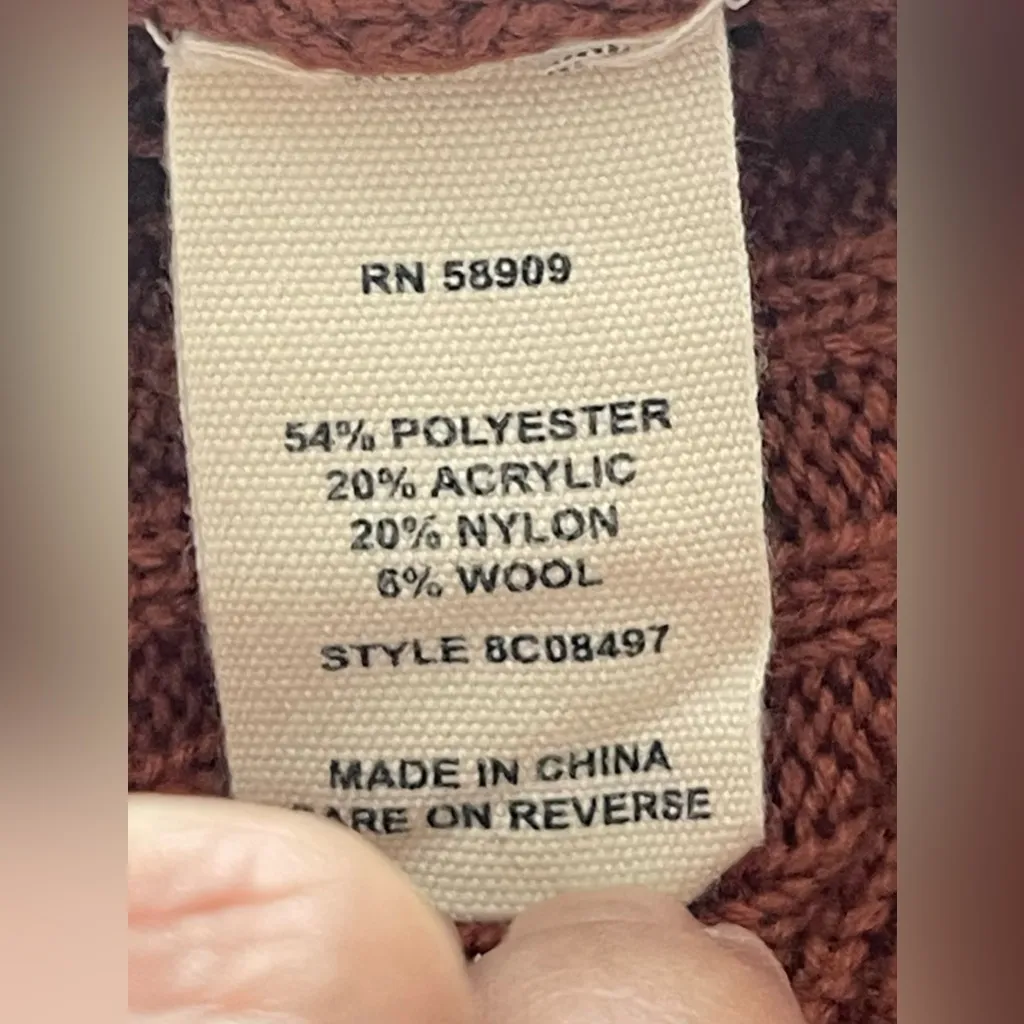 RN 58909
54% POLYESTER
20% ACRYLIC
20% NYLON
6% WOOL
STYLE 8C08497
MADE IN CHINA
CARE ON REVERSE